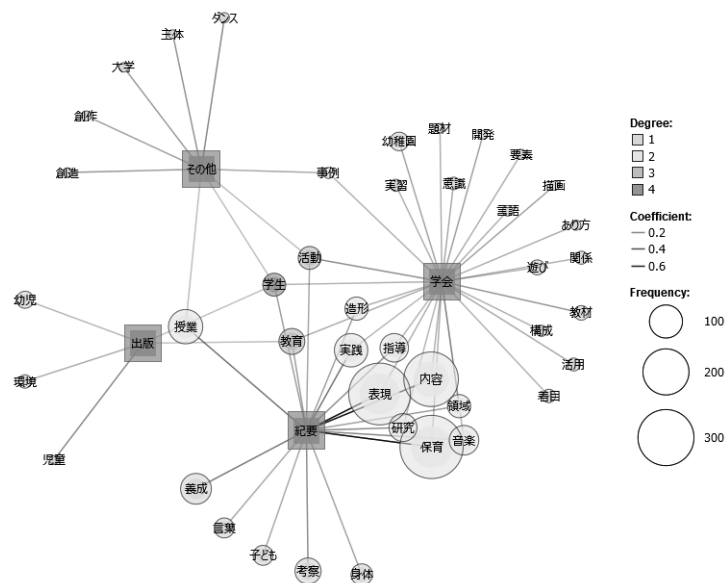 ダンス
主体
大学
創作
創造
その他
事例
幼稚園
題材
開発
要素
実習
意識
描画
言語
あり方
関係
遊び
教材
構成
活用
着目
学会
活動
学生
造形
幼児
授業
出版
教育
実践
指導
環境
児童
表現
内容
領域
紀要
研究
保育
音楽
養成
言葉
子ども
考察
身体
Degree:
1
2
3
4
Coefficient:
0.2
0.4
0.6
Frequency:
100
200
300